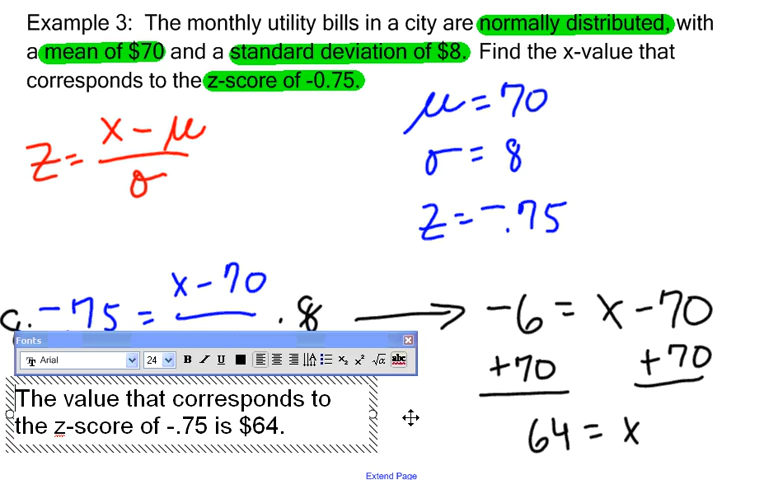 Example 3: The monthly utility bills in a city are normally distributed, with
a mean of $70 and a standard deviation of $8. Find the x-value that
corresponds to the z-score of -0.75.
z = x - μ
σ
μ = 70
σ = 8
z = -.75
-.75 = x - 70
· 8
-6 = x - 70
+70 +70
64 = x
Fonts
Arial
24
B I U
abc
The value that corresponds to
the z-score of -.75 is $64.
Extend Page